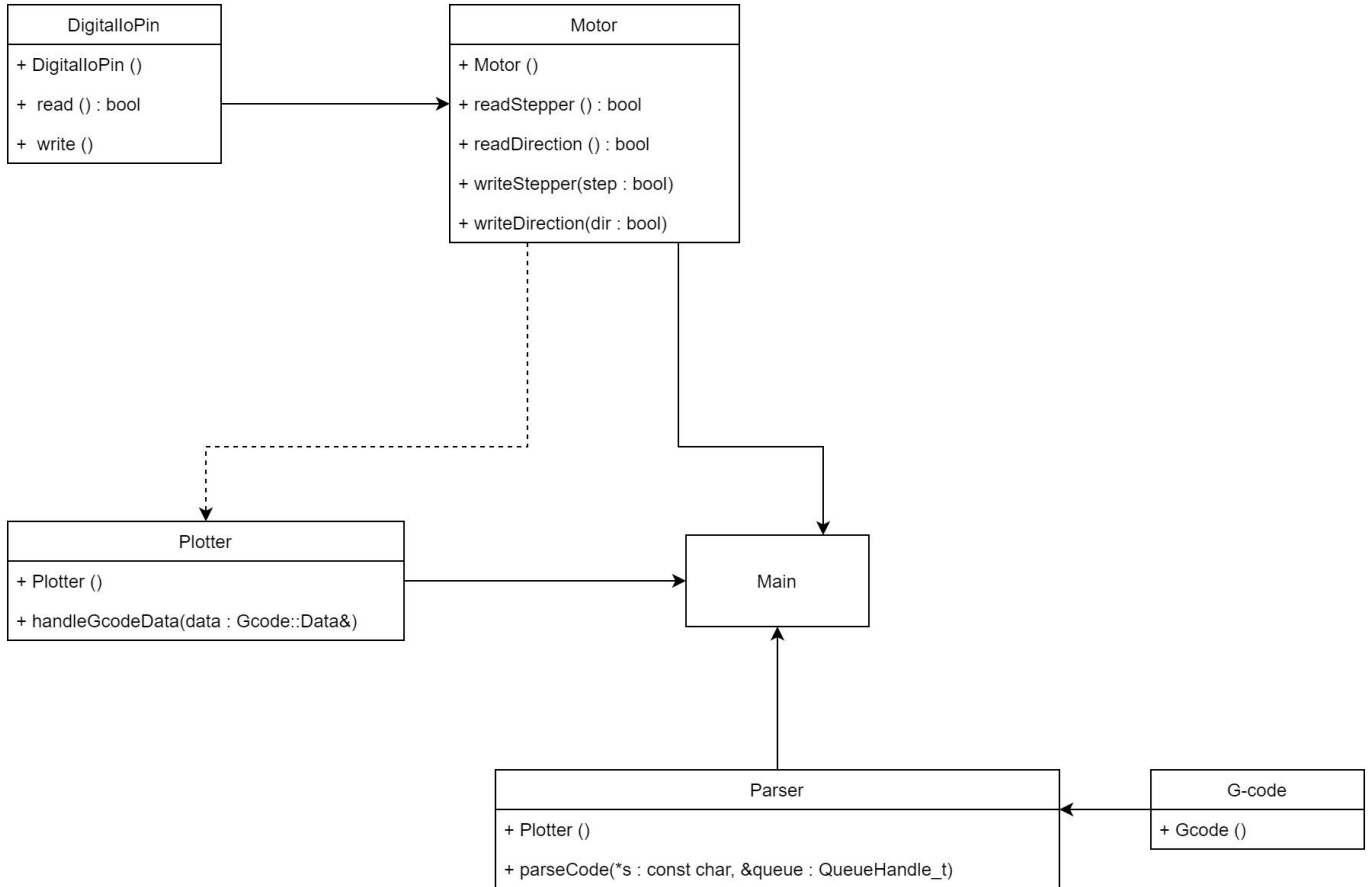 DigitalIoPin
+ DigitalIoPin ()
+ read () : bool
+ write ()
Motor
+ Motor ()
+ readStepper () : bool
+ readDirection () : bool
+ writeStepper(step : bool)
+ writeDirection(dir : bool)
Plotter
+ Plotter ()
+ handleGcodeData(data : Gcode::Data&)
Main
Parser
+ Plotter ()
+ parseCode(*s : const char, &queue : QueueHandle_t)
G-code
+ Gcode ()